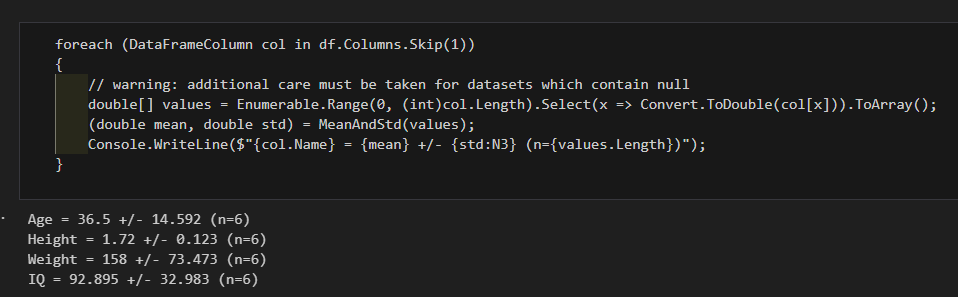 foreach (DataFrameColumn col in df.Columns.Skip(1))
{
    // warning: additional care must be taken for datasets which contain null
    double[] values = Enumerable.Range(0, (int)col.Length).Select(x => Convert.ToDouble(col[x])).ToArray();
    (double mean, double std) = MeanAndStd(values);
    Console.WriteLine($"{col.Name} = {mean} +/- {std:N3} (n={values.Length})");
}
Age = 36.5 +/- 14.592 (n=6)
Height = 1.72 +/- 0.123 (n=6)
Weight = 158 +/- 73.473 (n=6)
IQ = 92.895 +/- 32.983 (n=6)